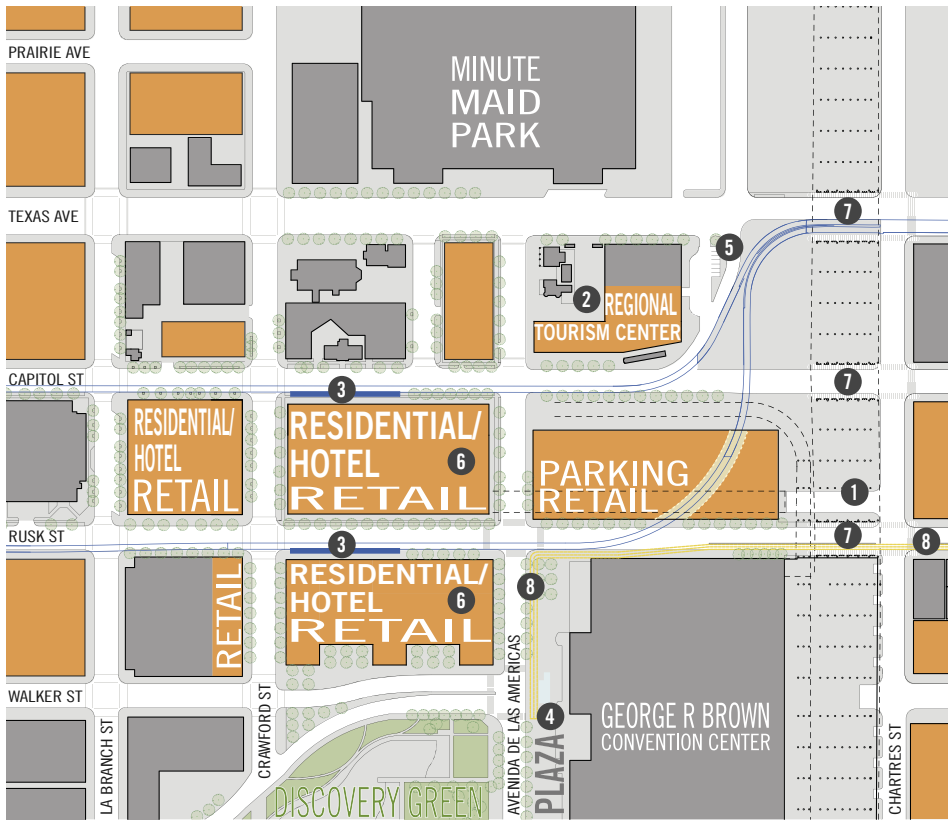 PRAIRIE AVE
MINUTE
MAID
PARK
TEXAS AVE
7
5
2
REGIONAL
TOURISM CENTER
CAPITOL ST
3
7
RESIDENTIAL/
HOTEL
RETAIL
RESIDENTIAL/
HOTEL
6
RETAIL
PARKING
RETAIL
1
RUSK ST
3
7
8
RETAIL
RESIDENTIAL/
HOTEL
6
RETAIL
8
WALKER ST
LA BRANCH ST
CRAWFORD ST
DISCOVERY GREEN
AVENIDA DE LAS AMERICAS
4
PLAZA
GEORGE R BROWN
CONVENTION CENTER
CHARTRES ST